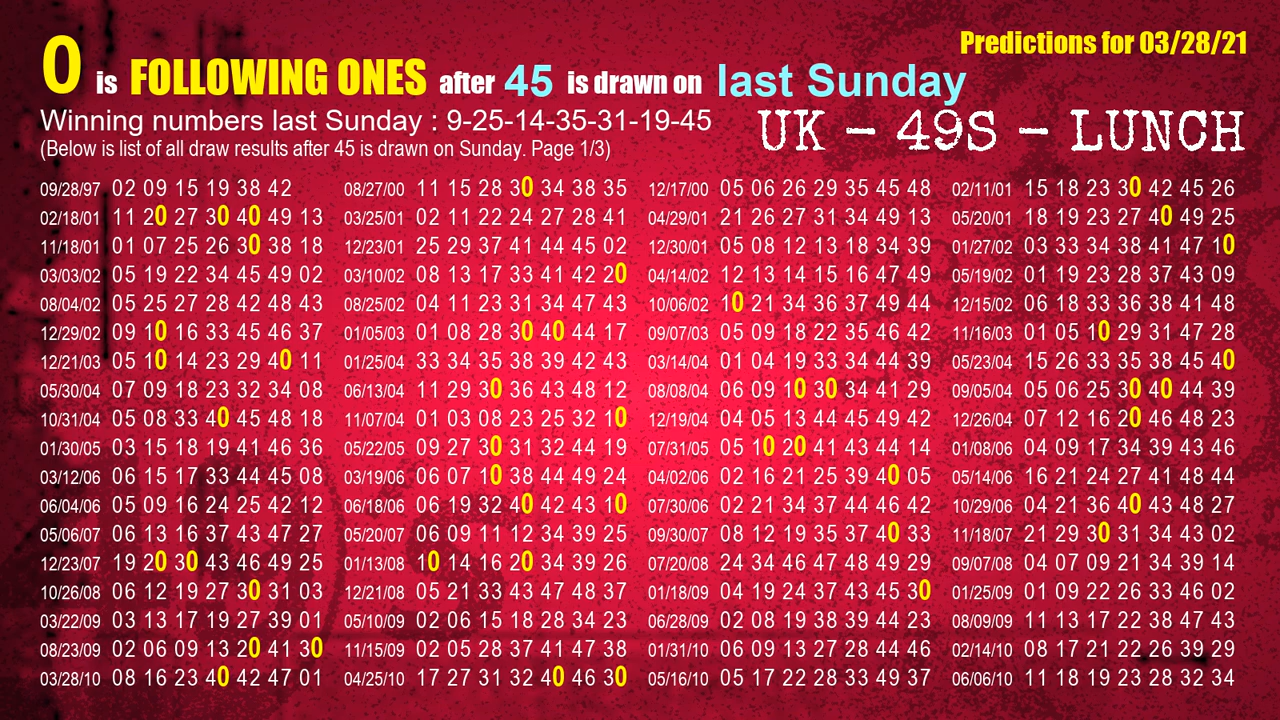 Predictions for 03/28/21
0 is FOLLOWING ONES after 45 is drawn on last Sunday
Winning numbers last Sunday : 9-25-14-35-31-19-45
UK - 49S - LUNCH
(Below is list of all draw results after 45 is drawn on Sunday. Page 1/3)
09/28/97 02 09 15 19 38 42 08/27/00 11 15 28 30 34 38 35 12/17/00 05 06 26 29 35 45 48 02/11/01 15 18 23 30 42 45 26
02/18/01 11 20 27 30 40 49 13 03/25/01 02 11 22 24 27 28 41 04/29/01 21 26 27 31 34 49 13 05/20/01 18 19 23 27 40 49 25
11/18/01 01 07 25 26 30 38 18 12/23/01 25 29 37 41 44 45 02 12/30/01 05 08 12 13 18 34 39 01/27/02 03 33 34 38 41 47 10
03/03/02 05 19 22 34 45 49 02 03/10/02 08 13 17 33 41 42 20 04/14/02 12 13 14 15 16 47 49 05/19/02 01 19 23 28 37 43 09
08/04/02 05 25 27 28 42 48 43 08/25/02 04 11 23 31 34 47 43 10/06/02 10 21 34 36 37 49 44 12/15/02 06 18 33 36 38 41 48
12/29/02 09 10 16 33 45 46 37 01/05/03 01 08 28 30 40 44 17 09/07/03 05 09 18 22 35 46 42 11/16/03 01 05 10 29 31 47 28
12/21/03 05 10 14 23 29 40 11 01/25/04 33 34 35 38 39 42 43 03/14/04 01 04 19 33 34 44 39 05/23/04 15 26 33 35 38 45 40
05/30/04 07 09 18 23 32 34 08 06/13/04 11 29 30 36 43 48 12 08/08/04 06 09 10 30 34 41 29 09/05/04 05 06 25 30 40 44 39
10/31/04 05 08 33 40 45 48 18 11/07/04 01 03 08 23 25 32 10 12/19/04 04 05 13 44 45 49 42 12/26/04 07 12 16 20 46 48 23
01/30/05 03 15 18 19 41 46 36 05/22/05 09 27 30 31 32 44 19 07/31/05 05 10 20 41 43 44 14 01/08/06 04 09 17 34 39 43 46
03/12/06 06 15 17 33 44 45 08 03/19/06 06 07 10 38 44 49 24 04/02/06 02 16 21 25 39 40 05 05/14/06 16 21 24 27 41 48 44
06/04/06 05 09 16 24 25 42 12 06/18/06 06 19 32 40 42 43 10 07/30/06 02 21 34 37 44 46 42 10/29/06 04 21 36 40 43 48 27
05/06/07 06 13 16 37 43 47 27 05/20/07 06 09 11 12 34 39 25 09/30/07 08 12 19 35 37 40 33 11/18/07 21 29 30 31 34 43 02
12/23/07 19 20 30 43 46 49 25 01/13/08 10 14 16 20 34 39 26 07/20/08 24 34 46 47 48 49 29 09/07/08 04 07 09 21 34 39 14
10/26/08 06 12 19 27 30 31 03 12/21/08 05 21 33 43 47 48 37 01/18/09 04 19 24 37 43 45 30 01/25/09 01 09 22 26 33 46 02
03/22/09 03 13 17 19 27 39 01 05/10/09 02 06 15 18 28 34 23 06/28/09 02 08 19 38 39 44 23 08/09/09 11 13 17 22 38 47 43
08/23/09 02 06 09 13 20 41 30 11/15/09 02 05 28 37 41 47 38 01/31/10 06 09 13 27 28 44 46 02/14/10 08 17 21 22 26 39 29
03/28/10 08 16 23 40 42 47 01 04/25/10 17 27 31 32 40 46 30 05/16/10 05 17 22 28 33 49 37 06/06/10 11 18 19 23 28 32 34